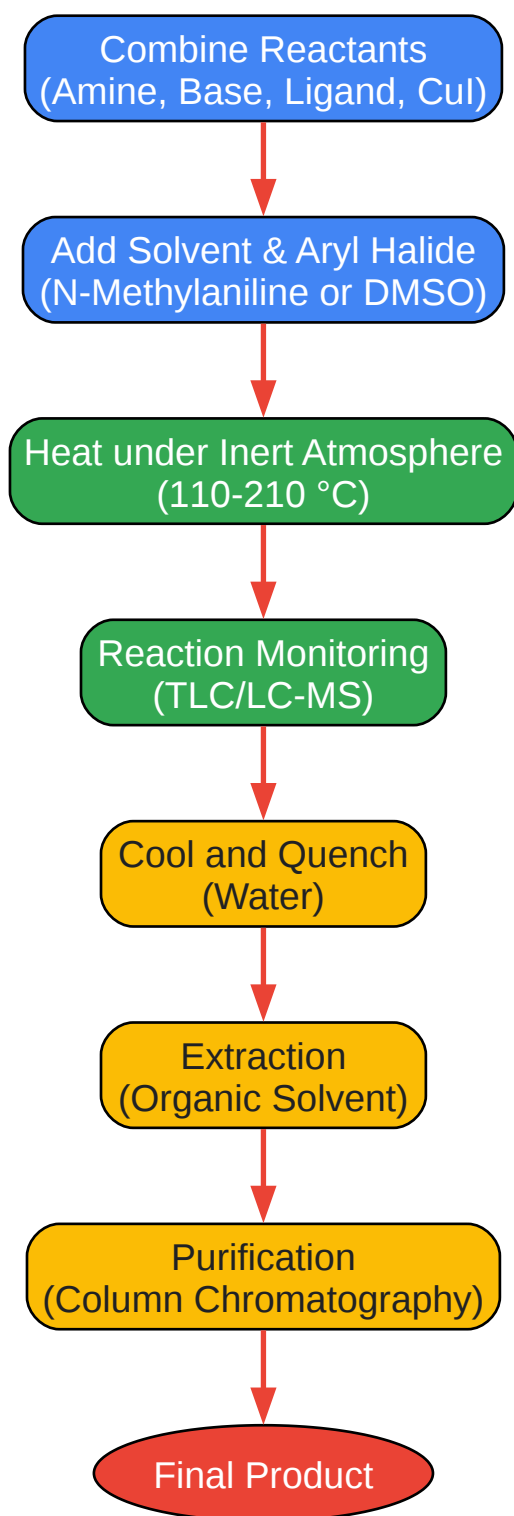 Combine Reactants
(Amine, Base, Ligand, CuI)
Add Solvent & Aryl Halide
(N-Methylaniline or DMSO)
Heat under Inert Atmosphere
(110-210 °C)
Reaction Monitoring
(TLC/LC-MS)
Cool and Quench
(Water)
Extraction
(Organic Solvent)
Purification
(Column Chromatography)
Final Product